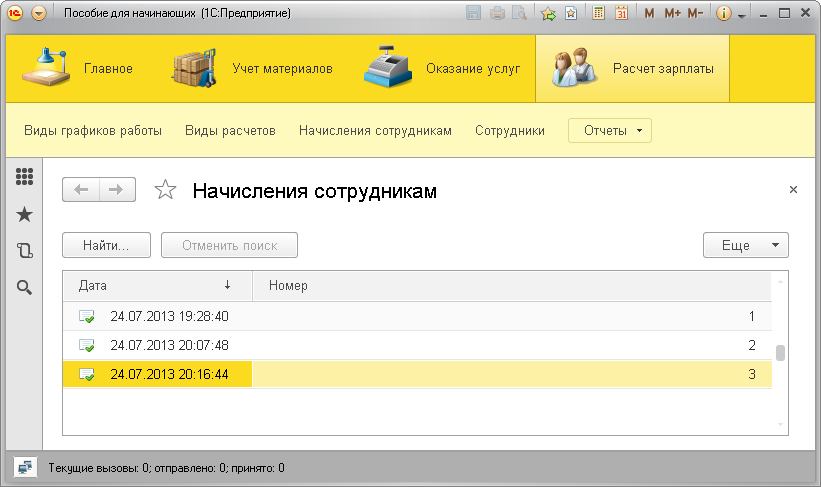 Пособие для начинающих (1С:Предприятие)
31 M M+ M-
Главное Учет материалов Оказание услуг Расчет зарплаты
Виды графиков работы Виды расчетов Начисления сотрудникам Сотрудники Отчеты
Начисления сотрудникам
Найти... Отменить поиск Еще
Дата Номер
24.07.2013 19:28:40 1
24.07.2013 20:07:48 2
24.07.2013 20:16:44 3
Текущие вызовы: 0; отправлено: 0; принято: 0